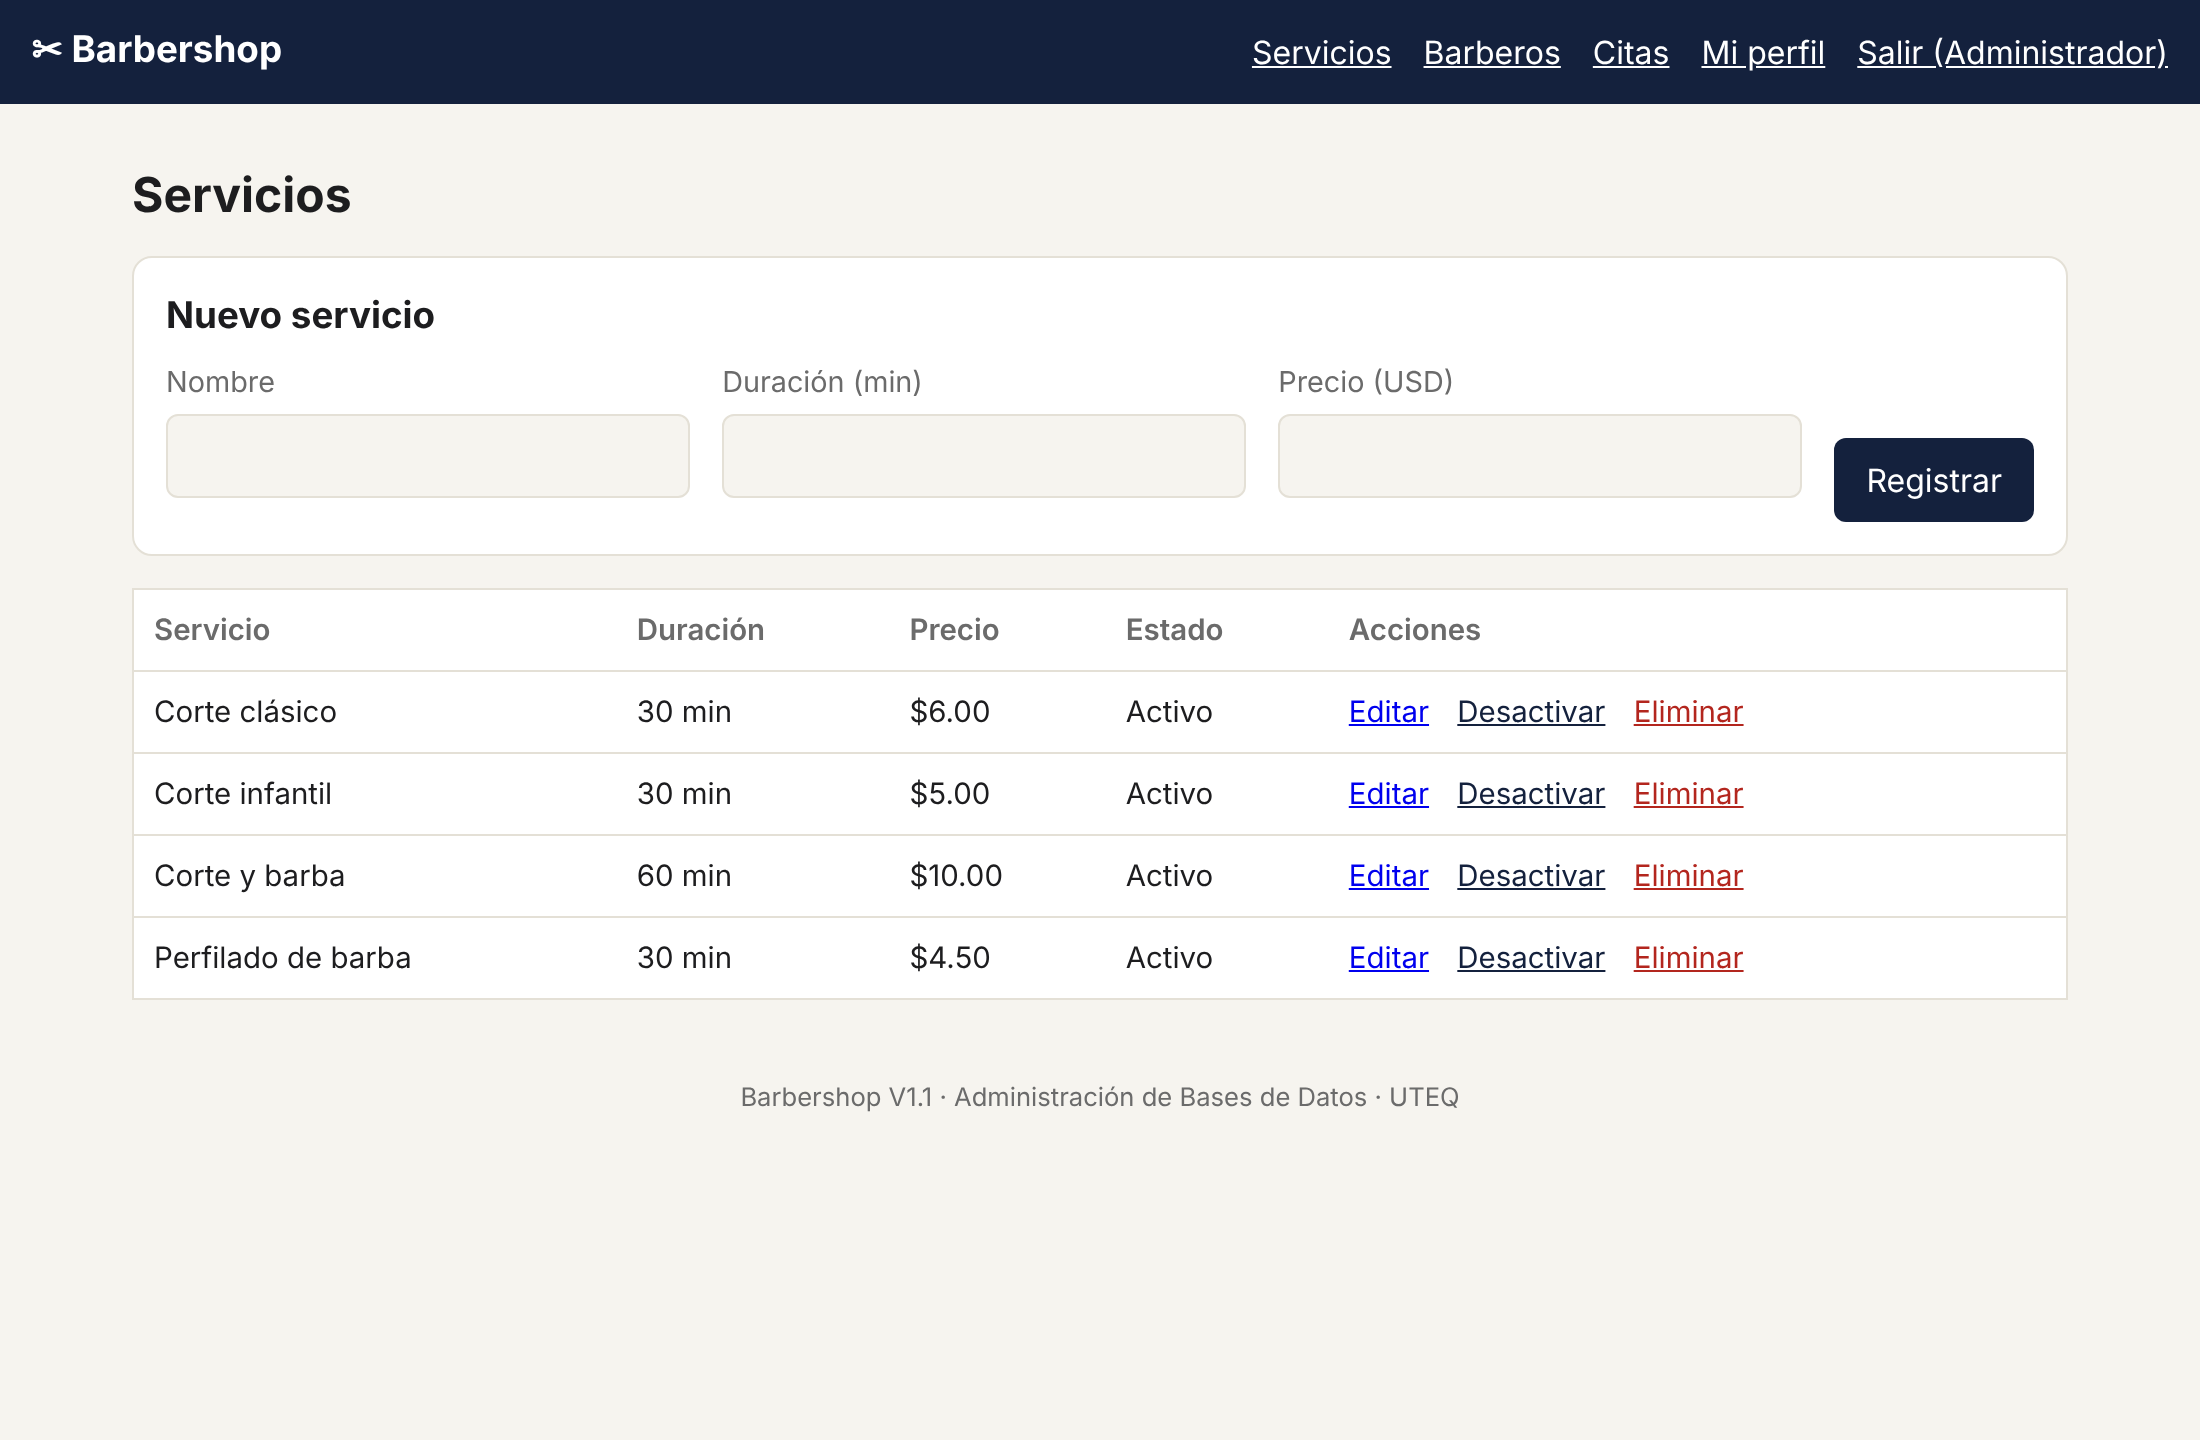 ✂ Barbershop Servicios Barberos Citas Mi perfil Salir (Administrador)
Servicios
Nuevo servicio
Nombre Duración (min) Precio (USD)
Registrar
Servicio Duración Precio Estado Acciones
Corte clásico 30 min $6.00 Activo Editar Desactivar Eliminar
Corte infantil 30 min $5.00 Activo Editar Desactivar Eliminar
Corte y barba 60 min $10.00 Activo Editar Desactivar Eliminar
Perfilado de barba 30 min $4.50 Activo Editar Desactivar Eliminar
Barbershop V1.1 · Administración de Bases de Datos · UTEQ